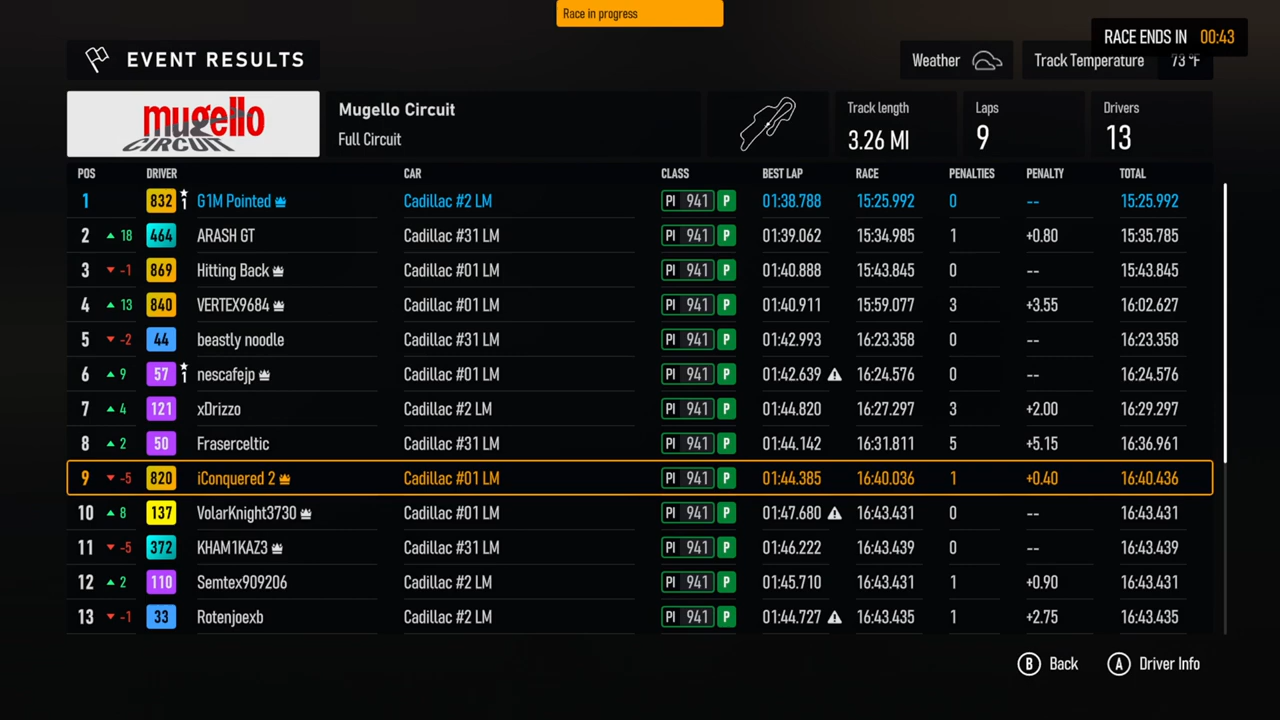 Race in progress
RACE ENDS IN 00:43
EVENT RESULTS
Weather Track Temperature 73 °F
mugello
CIRCUIT
Mugello Circuit
Full Circuit
Track length
3.26 MI
Laps
9
Drivers
13
POS DRIVER CAR CLASS BEST LAP RACE PENALTIES PENALTY TOTAL
1 832 1 G1M Pointed Cadillac #2 LM PI 941 P 01:38.788 15:25.992 0 -- 15:25.992
2 18 464 ARASH GT Cadillac #31 LM PI 941 P 01:39.062 15:34.985 1 +0.80 15:35.785
3 -1 869 Hitting Back Cadillac #01 LM PI 941 P 01:40.888 15:43.845 0 -- 15:43.845
4 13 840 VERTEX9684 Cadillac #01 LM PI 941 P 01:40.911 15:59.077 3 +3.55 16:02.627
5 -2 44 beastly noodle Cadillac #31 LM PI 941 P 01:42.993 16:23.358 0 -- 16:23.358
6 9 57 1 nescafejp Cadillac #01 LM PI 941 P 01:42.639 16:24.576 0 -- 16:24.576
7 4 121 xDrizzo Cadillac #2 LM PI 941 P 01:44.820 16:27.297 3 +2.00 16:29.297
8 2 50 Fraserceltic Cadillac #31 LM PI 941 P 01:44.142 16:31.811 5 +5.15 16:36.961
9 -5 820 iConquered 2 Cadillac #01 LM PI 941 P 01:44.385 16:40.036 1 +0.40 16:40.436
10 8 137 VolarKnight3730 Cadillac #01 LM PI 941 P 01:47.680 16:43.431 0 -- 16:43.431
11 -5 372 KHAM1KAZ3 Cadillac #31 LM PI 941 P 01:46.222 16:43.439 0 -- 16:43.439
12 2 110 Semtex909206 Cadillac #2 LM PI 941 P 01:45.710 16:43.431 1 +0.90 16:43.431
13 -1 33 Rotenjoexb Cadillac #2 LM PI 941 P 01:44.727 16:43.435 1 +2.75 16:43.435
B Back A Driver Info